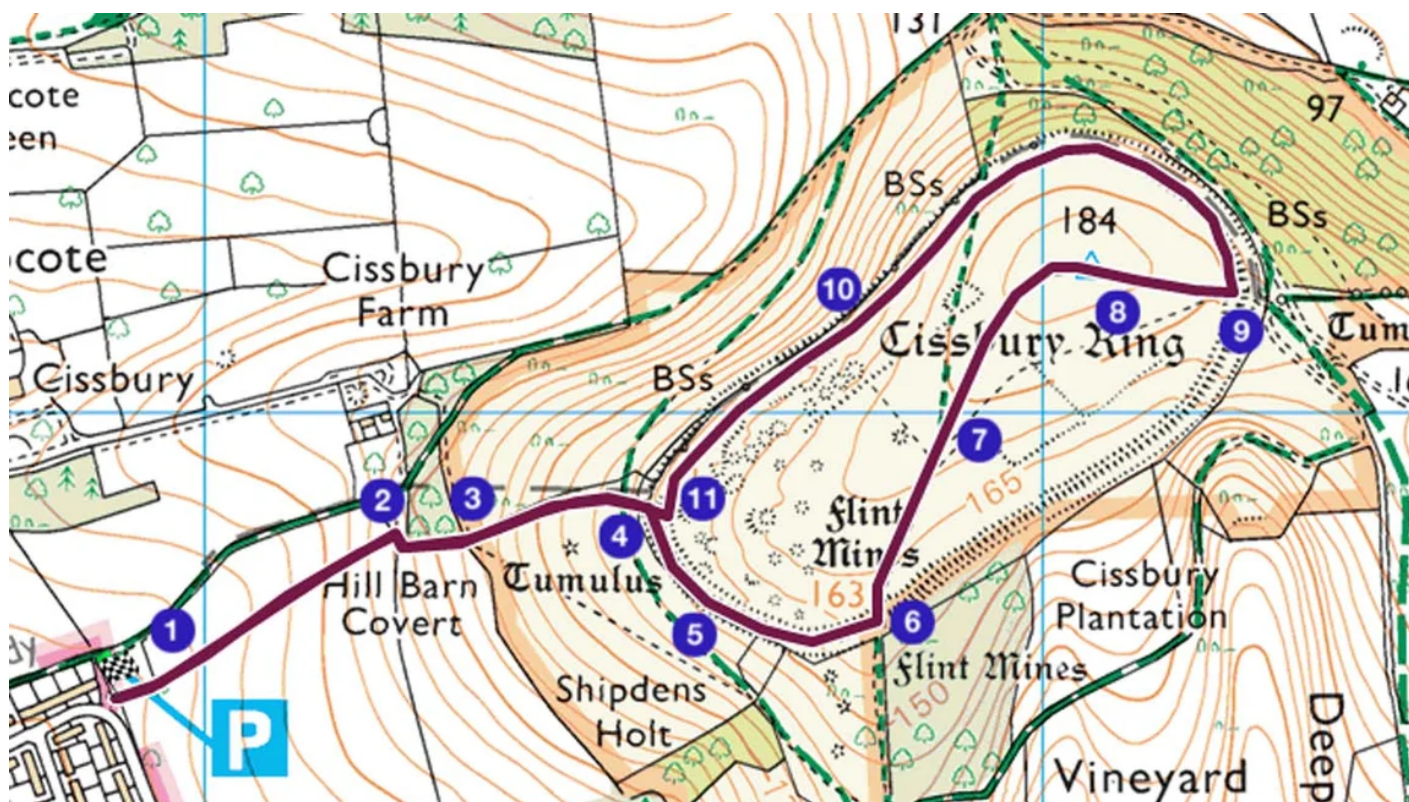 131
cote
een
97
BSs
BSs
184
cote
Cissbury
Farm
10
8
9
Cissbury Ring
Tum
Cissbury
BSs
7
2
3
11
165
Flint
Mines
4
Tumulus
163
Cissbury
Plantation
Hill Barn
Covert
1
5
6
dy
Flint Mines
Shipdens
Holt
150
Deep
P
Vineyard